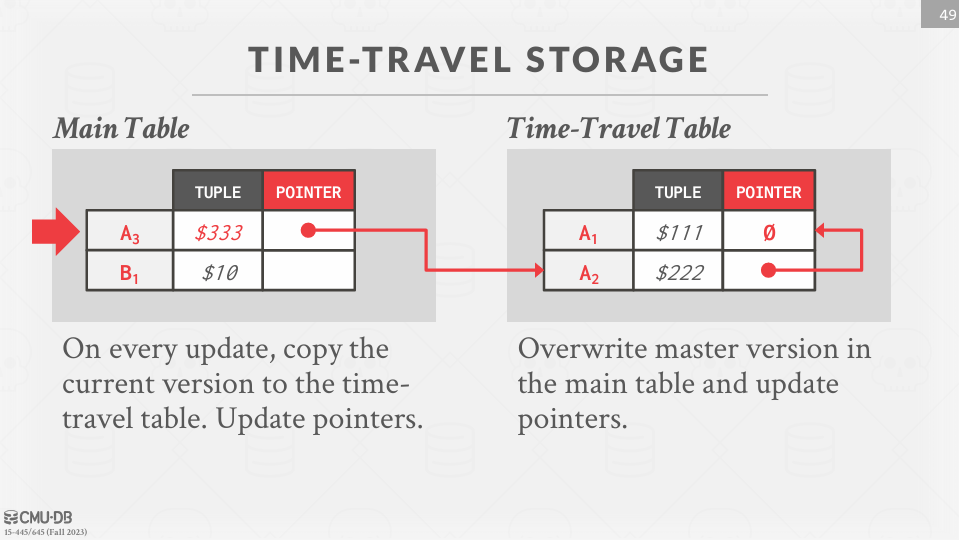 49
TIME-TRAVEL STORAGE
Main Table
TUPLE POINTER
A₃ $333
B₁ $10
On every update, copy the
current version to the time-
travel table. Update pointers.
Time-Travel Table
TUPLE POINTER
A₁ $111 Ø
A₂ $222
Overwrite master version in
the main table and update
pointers.
CMU·DB
15-445/645 (Fall 2023)